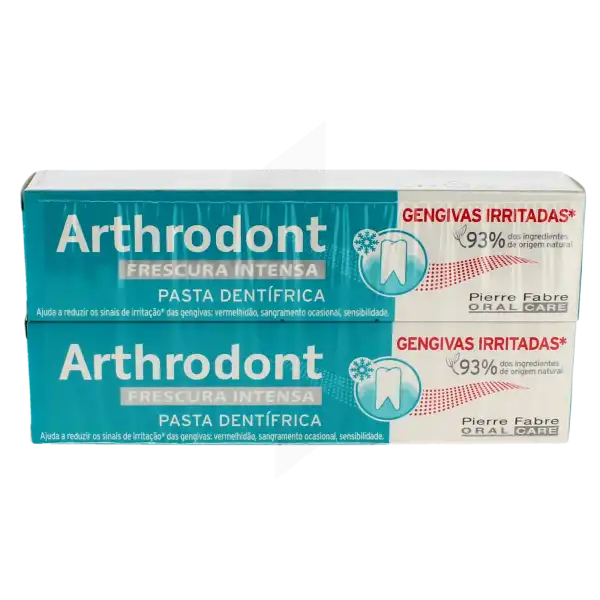 Arthrodont
FRESCURA INTENSA
PASTA DENTÍFRICA
Ajuda a reduzir os sinais de irritação* das gengivas: vermelhidão, sangramento ocasional, sensibilidade.
GENGIVAS IRRITADAS*
93% dos ingredientes
de origem natural
Pierre Fabre
ORAL CARE
Arthrodont
FRESCURA INTENSA
PASTA DENTÍFRICA
Ajuda a reduzir os sinais de irritação* das gengivas: vermelhidão, sangramento ocasional, sensibilidade.
GENGIVAS IRRITADAS*
93% dos ingredientes
de origem natural
Pierre Fabre
ORAL CARE